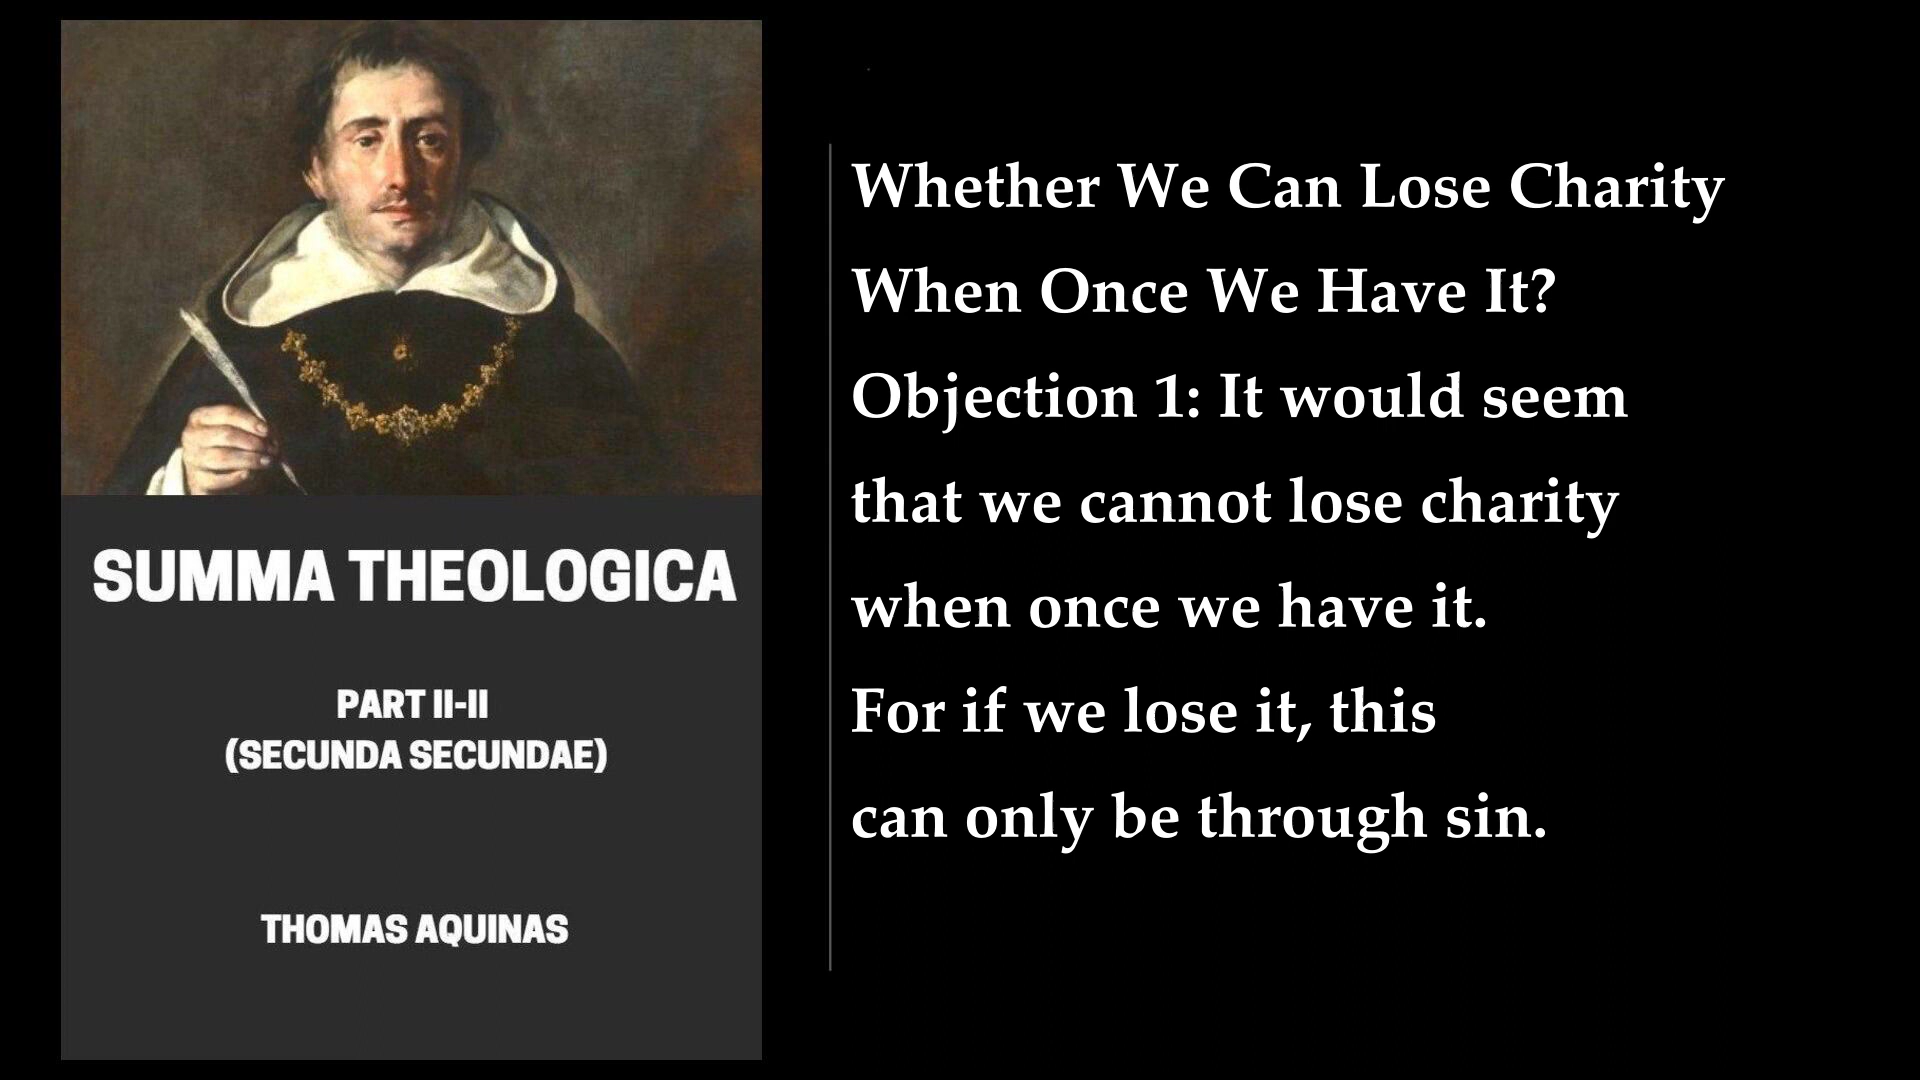 SUMMA THEOLOGICA
PART II-II
(SECUNDA SECUNDAE)
THOMAS AQUINAS
Whether We Can Lose Charity
When Once We Have It?
Objection 1: It would seem
that we cannot lose charity
when once we have it.
For if we lose it, this
can only be through sin.